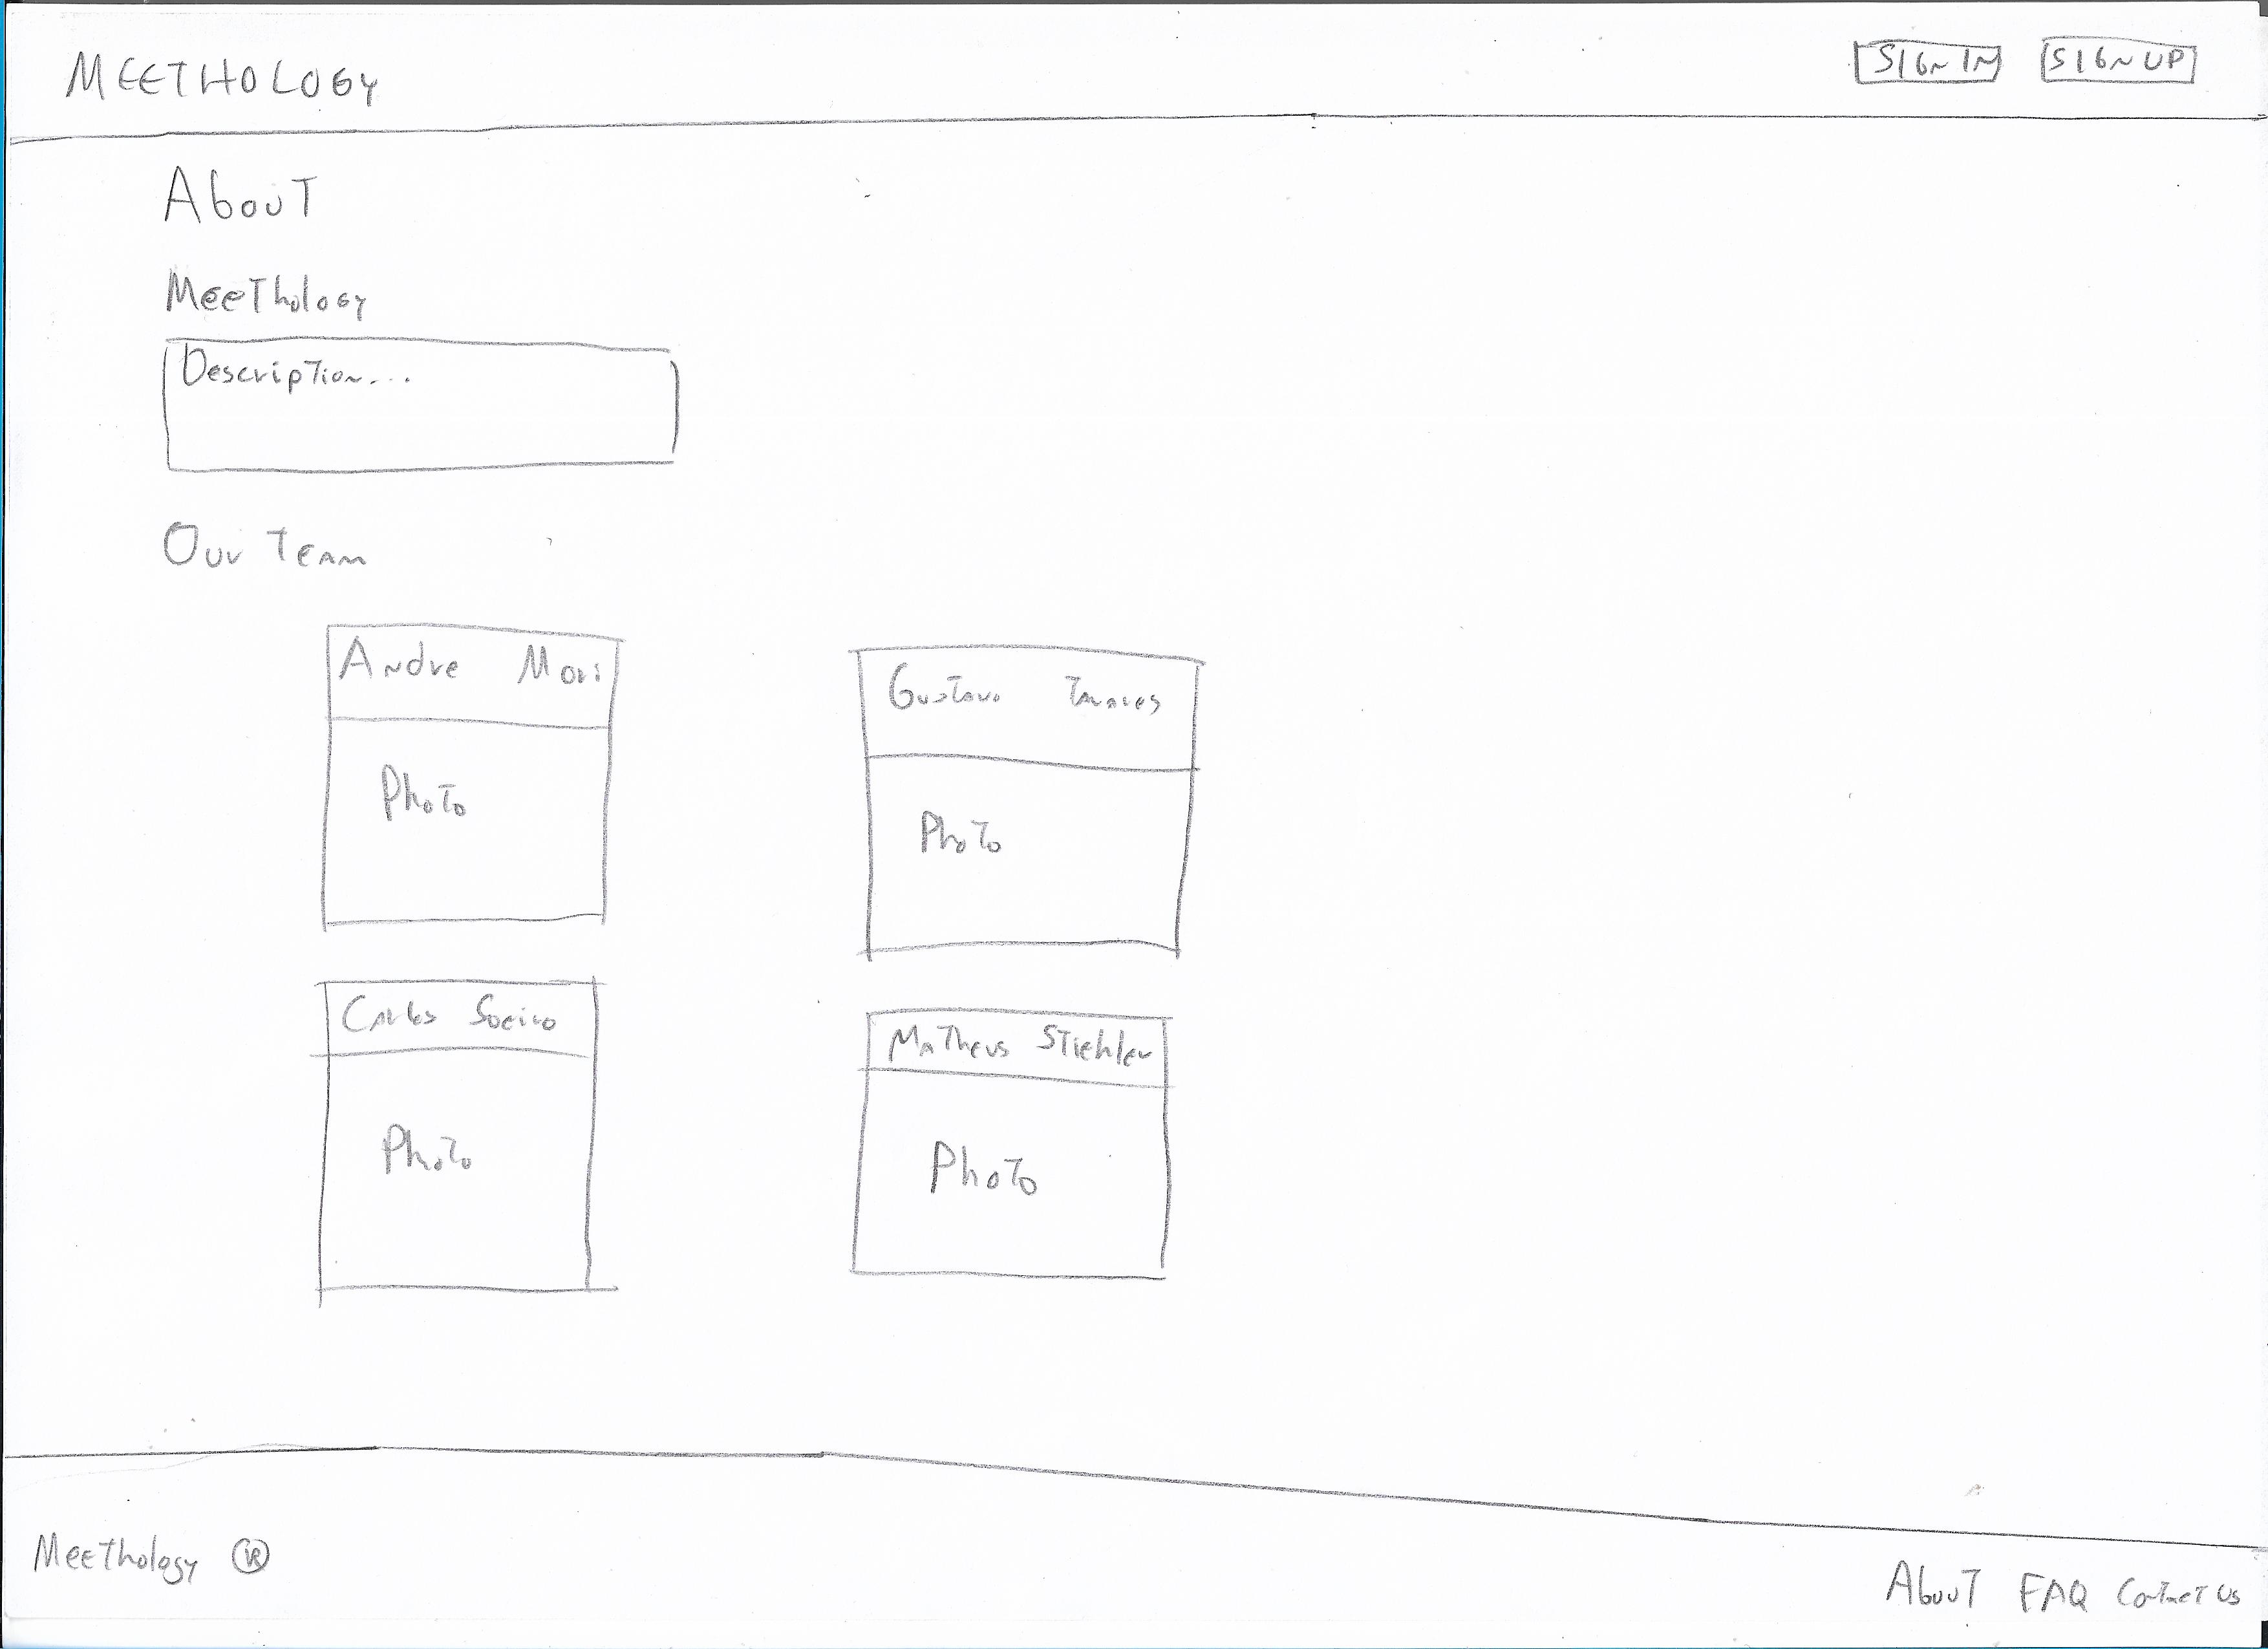 MEETHOLOGY
SIGN IN
SIGN UP
About
Meethology
Description...
Our Team
Andre Mori
Photo
Gustavo Tavares
Photo
Carlos Soeiro
Photo
Matheus Stiehler
Photo
Meethology ®
About FAQ Contact Us